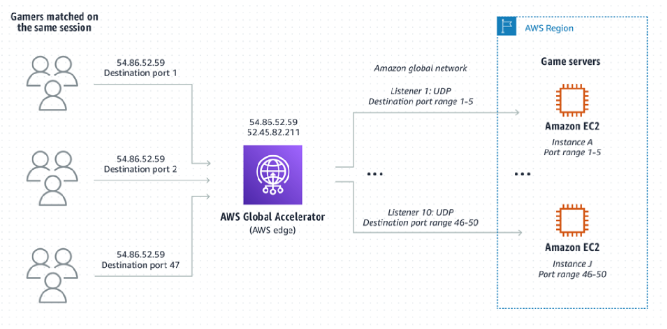 Gamers matched on
the same session
54.86.52.59
Destination port 1
54.86.52.59
Destination port 2
54.86.52.59
Destination port 47
54.86.52.59
52.45.82.211
AWS Global Accelerator
(AWS edge)
Amazon global network
Listener 1: UDP
Destination port range 1-5
...
Listener 10: UDP
Destination port range 46-50
AWS Region
Game servers
Amazon EC2
Instance A
Port range 1-5
...
Amazon EC2
Instance J
Port range 46-50